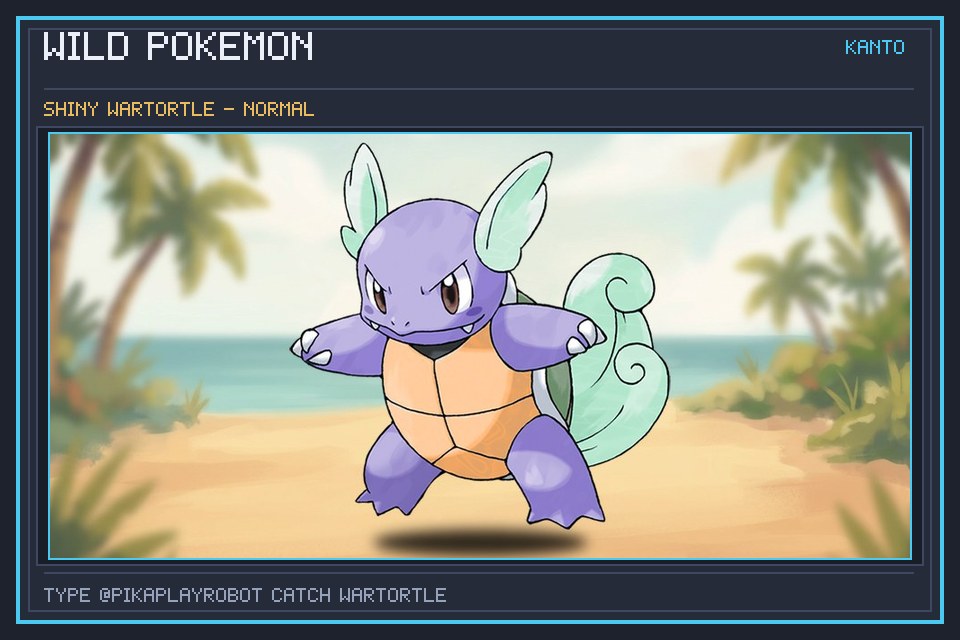 WILD POKEMON
KANTO
SHINY WARTORTLE - NORMAL
TYPE @PIKAPLAYROBOT CATCH WARTORTLE